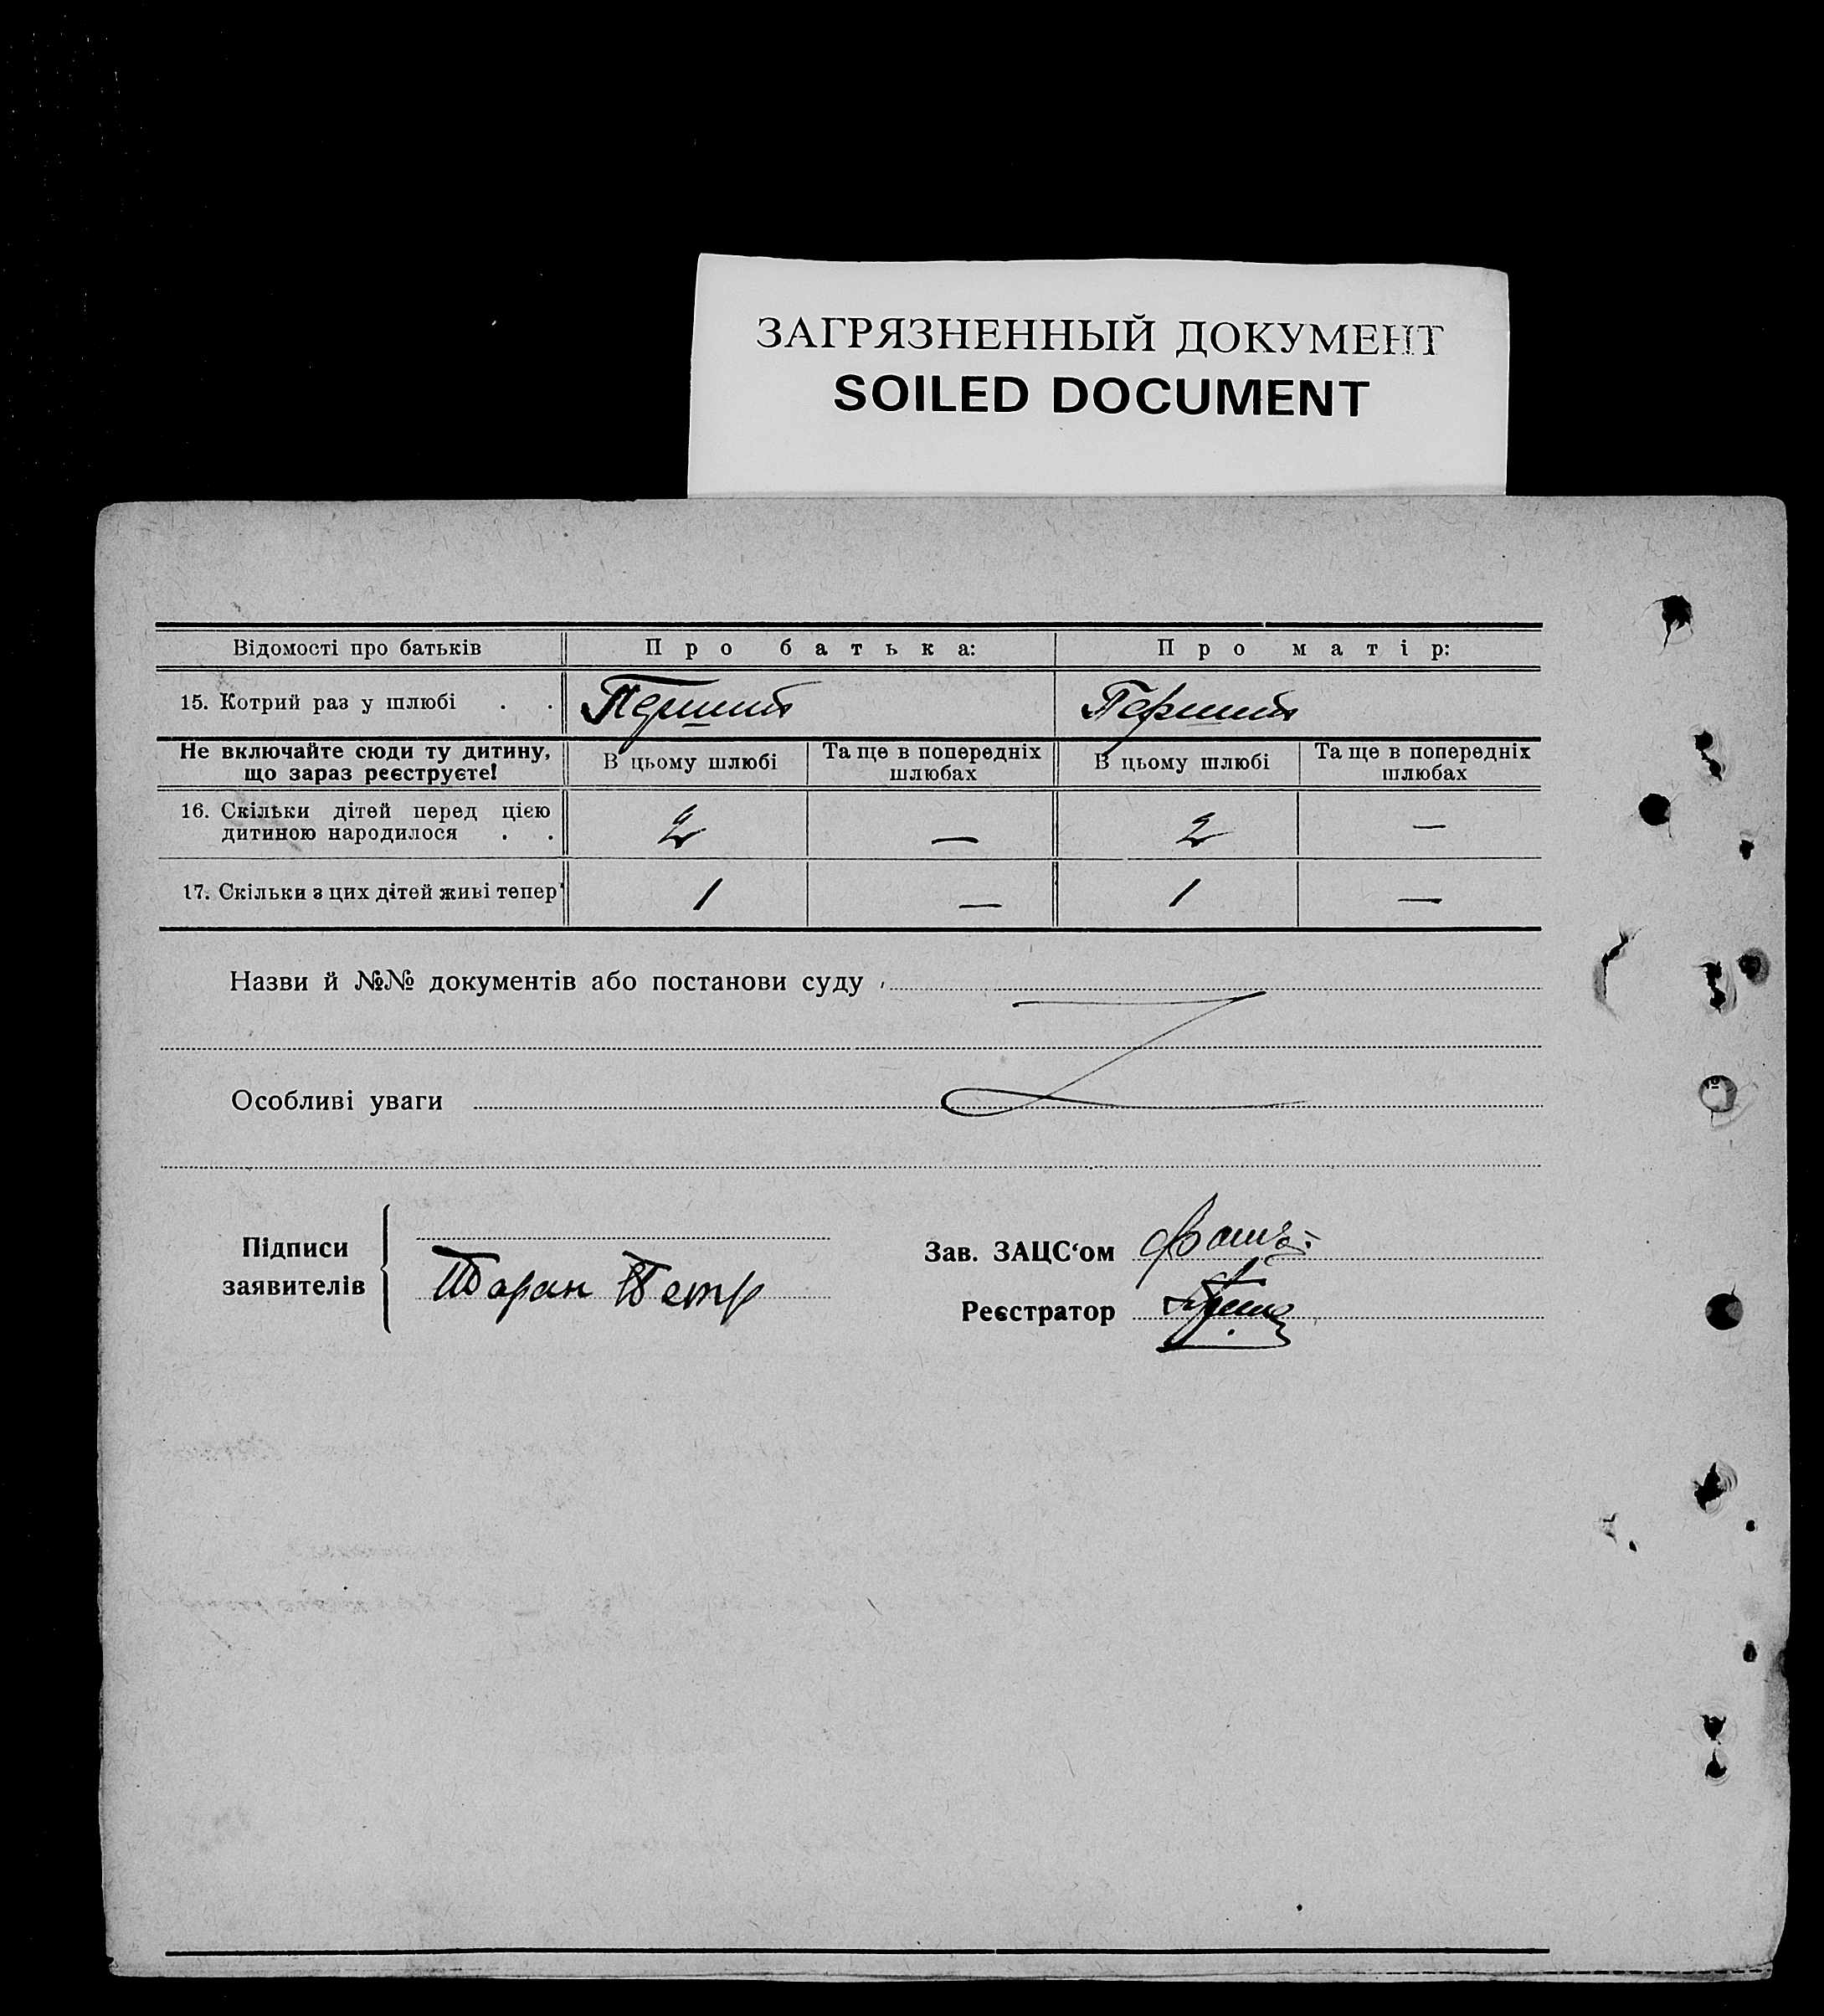 ЗАГРЯЗНЕННЫЙ ДОКУМЕНТ
SOILED DOCUMENT
Відомості про батьків Про батька: Про матір:
15. Котрий раз у шлюбі . . Перший Перший
Не включайте сюди ту дитину, що зараз реєструєте! В цьому шлюбі Та ще в попередніх шлюбах В цьому шлюбі Та ще в попередніх шлюбах
16. Скільки дітей перед цією дитиною народилося . . 2 — 2 —
17. Скільки з цих дітей живі тепер 1 — 1 —
Назви й №№ документів або постанови суду
Особливі уваги
Підписи заявителів
Таран Петр
Зав. ЗАЦС‘ом
Реєстратор